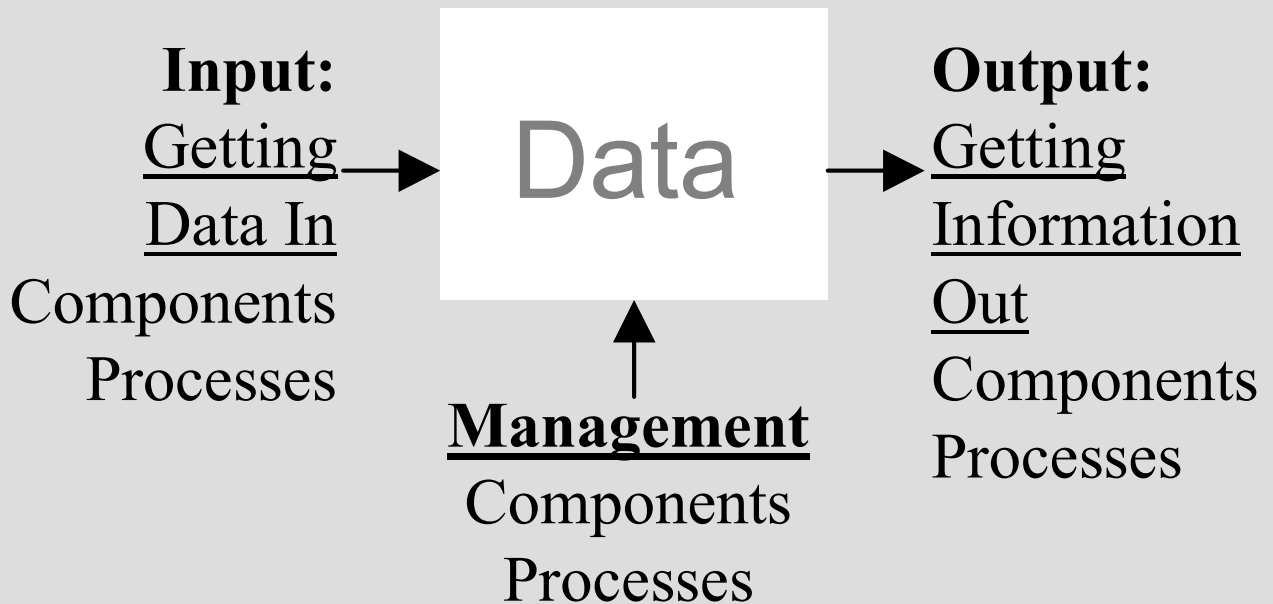 Input:
Getting
Data In
Components
Processes
Data
Management
Components
Processes
Output:
Getting
Information
Out
Components
Processes